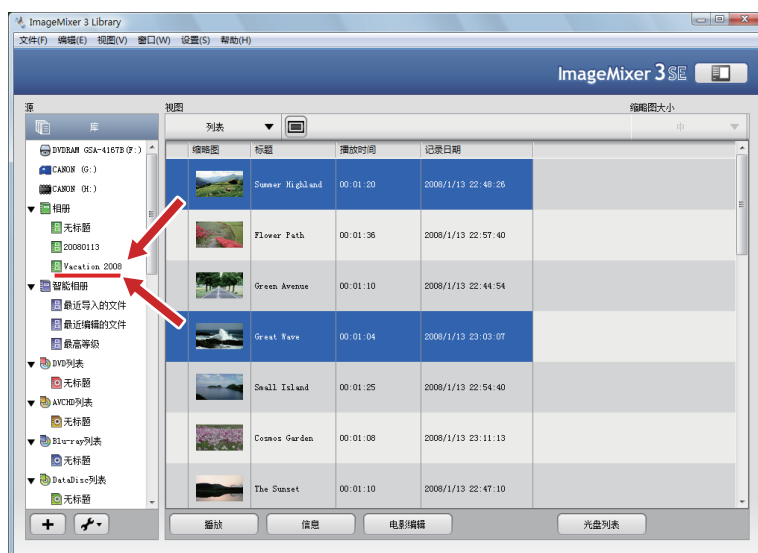 ImageMixer 3 Library
文件(F) 编辑(E) 视图(V) 窗口(W) 设置(S) 帮助(H)
ImageMixer 3 SE
源 视图 缩略图大小
库 列表 中
缩略图 标题 播放时间 记录日期
DVDRAM GSA-4167B(F:)
CANON (G:)
CANON (H:)
相册
无标题
20080113
Vacation 2008
智能相册
最近导入的文件
最近编辑的文件
最高等级
DVD列表
无标题
AVCHD列表
无标题
Blu-ray列表
无标题
DataDisc列表
无标题
Summer Highland 00:01:20 2008/1/13 22:48:26
Flower Path 00:01:36 2008/1/13 22:57:40
Green Avenue 00:01:10 2008/1/13 22:44:54
Great Wave 00:01:04 2008/1/13 23:03:07
Small Island 00:01:25 2008/1/13 22:54:40
Cosmos Garden 00:01:08 2008/1/13 23:11:13
The Sunset 00:01:10 2008/1/13 22:47:10
播放 信息 电影编辑 光盘列表